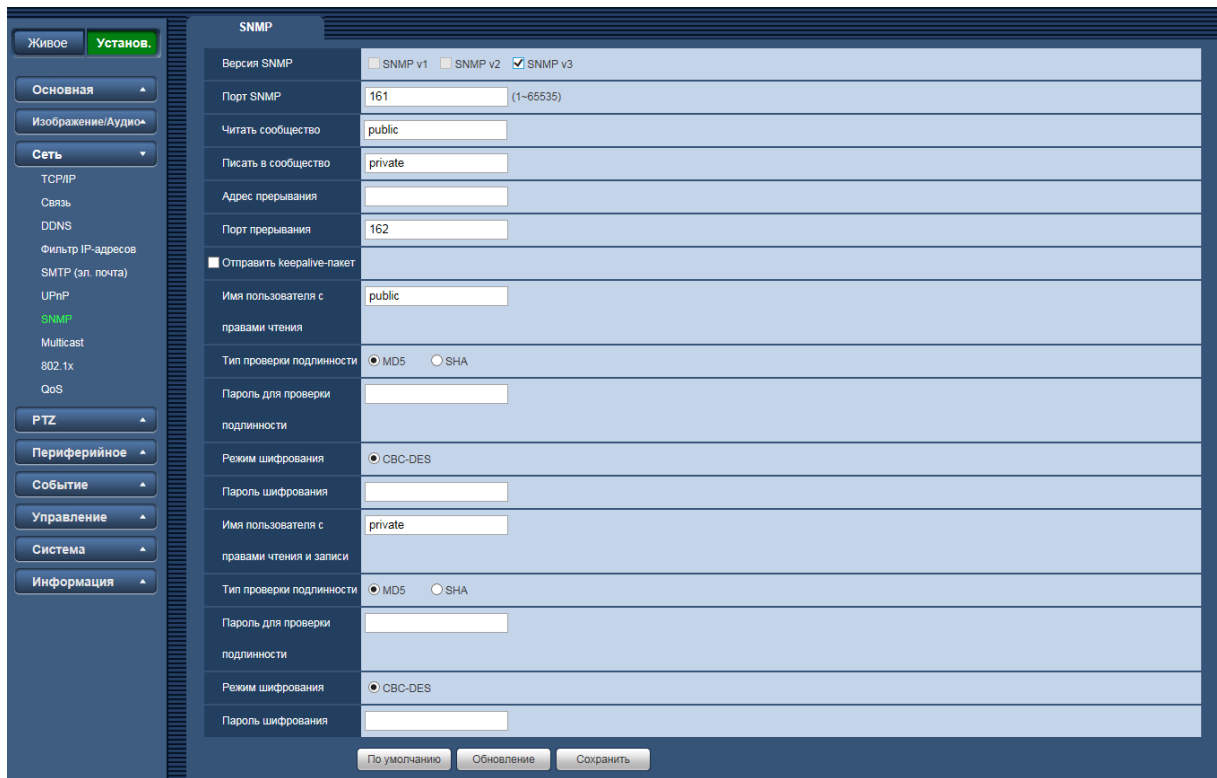 SNMP
Живое
Установ.
Основная
Изображение/Аудио
Сеть
TCP/IP
Связь
DDNS
Фильтр IP-адресов
SMTP (эл. почта)
UPnP
SNMP
Multicast
802.1x
QoS
PTZ
Периферийное
Событие
Управление
Система
Информация
Версия SNMP SNMP v1 SNMP v2 SNMP v3
Порт SNMP 161 (1~65535)
Читать сообщество public
Писать в сообщество private
Адрес прерывания
Порт прерывания 162
Отправить keepalive-пакет
Имя пользователя с public
правами чтения
Тип проверки подлинности MD5 SHA
Пароль для проверки
подлинности
Режим шифрования CBC-DES
Пароль шифрования
Имя пользователя с private
правами чтения и записи
Тип проверки подлинности MD5 SHA
Пароль для проверки
подлинности
Режим шифрования CBC-DES
Пароль шифрования
По умолчанию Обновление Сохранить